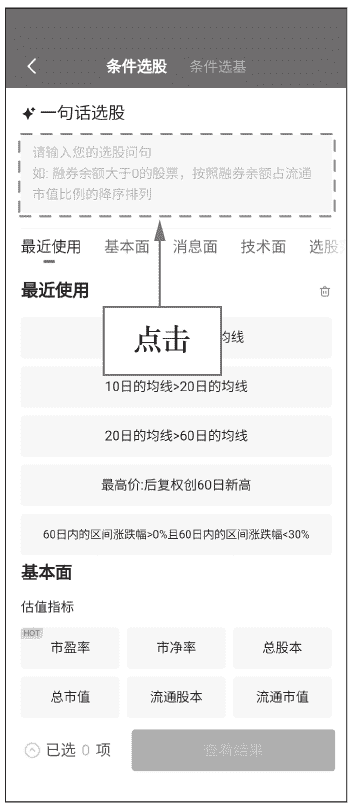 条件选股 条件选基
一句话选股
请输入您的选股问句
如: 融券余额大于0的股票，按照融券余额占流通
市值比例的降序排列
最近使用 基本面 消息面 技术面 选股
最近使用
点击
均线
10日的均线>20日的均线
20日的均线>60日的均线
最高价:后复权创60日新高
60日内的区间涨跌幅>0%且60日内的区间涨跌幅<30%
基本面
估值指标
HOT
市盈率 市净率 总股本
总市值 流通股本 流通市值
已选 0 项 查看结果